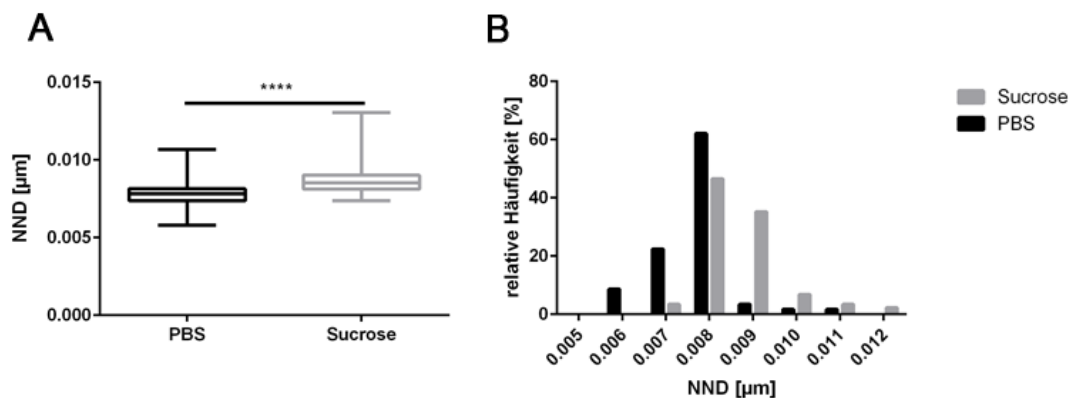 A
NND [µm]
0.015
0.010
0.005
0.000
****
PBS
Sucrose
B
relative Häufigkeit [%]
80
60
40
20
0
0.005
0.006
0.007
0.008
0.009
0.010
0.011
0.012
NND [µm]
Sucrose
PBS